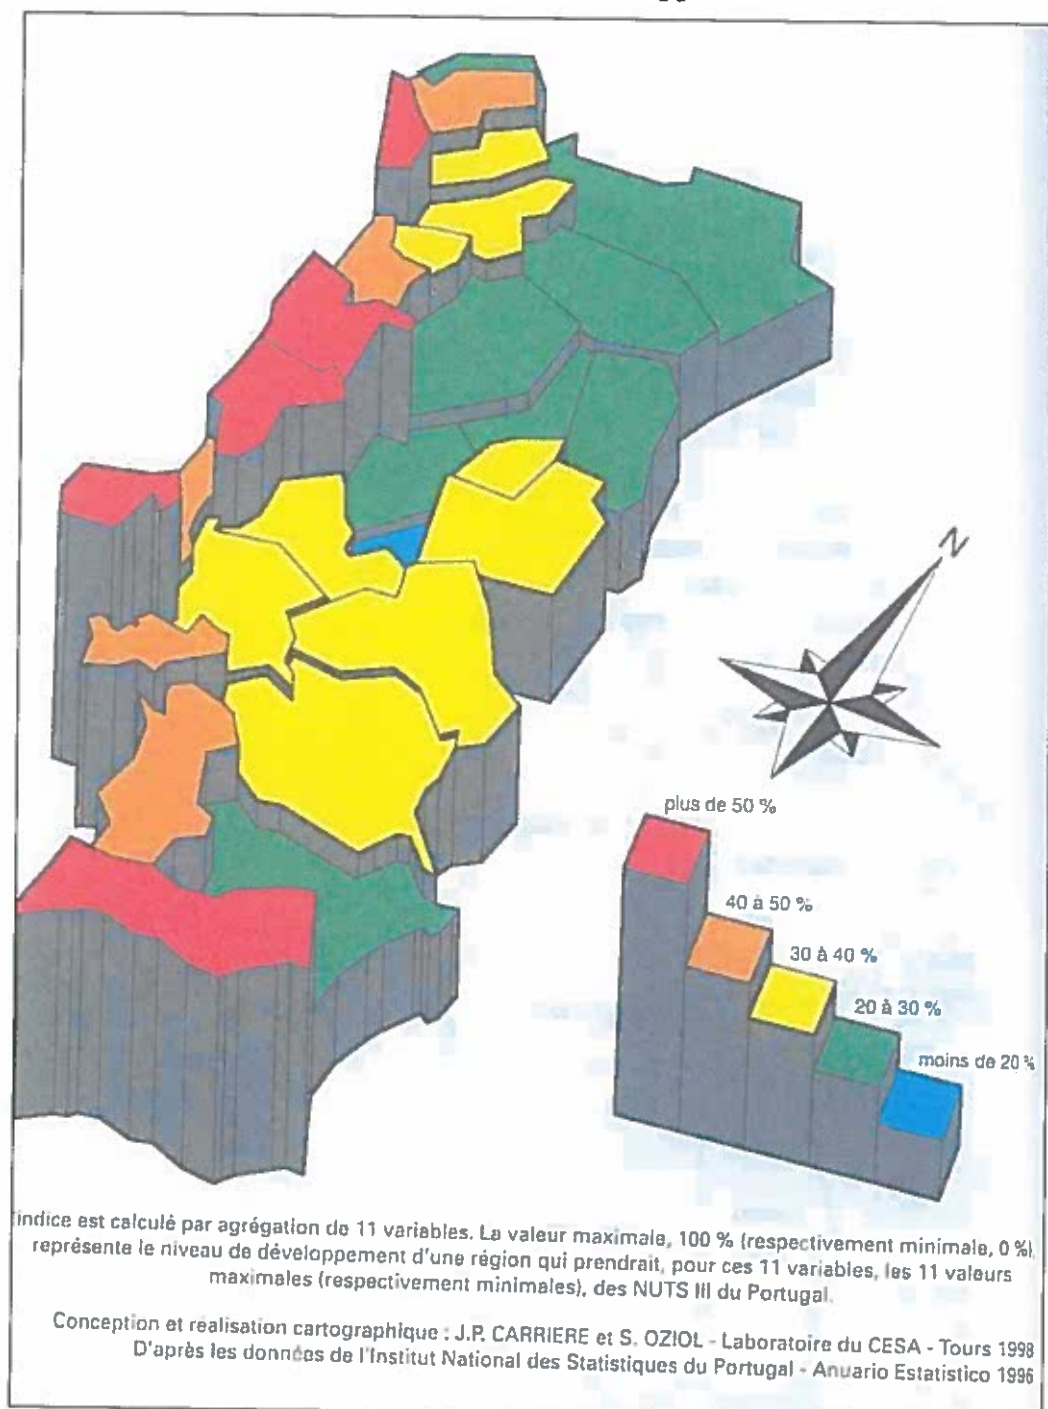 N
plus de 50 %
40 à 50 %
30 à 40 %
20 à 30 %
moins de 20 %
indice est calculé par agrégation de 11 variables. La valeur maximale, 100 % (respectivement minimale, 0 %),
représente le niveau de développement d'une région qui prendrait, pour ces 11 variables, les 11 valeurs
maximales (respectivement minimales), des NUTS III du Portugal.
Conception et réalisation cartographique : J.P. CARRIERE et S. OZIOL - Laboratoire du CESA - Tours 1998
D'après les données de l'Institut National des Statistiques du Portugal - Anuario Estatistico 1996